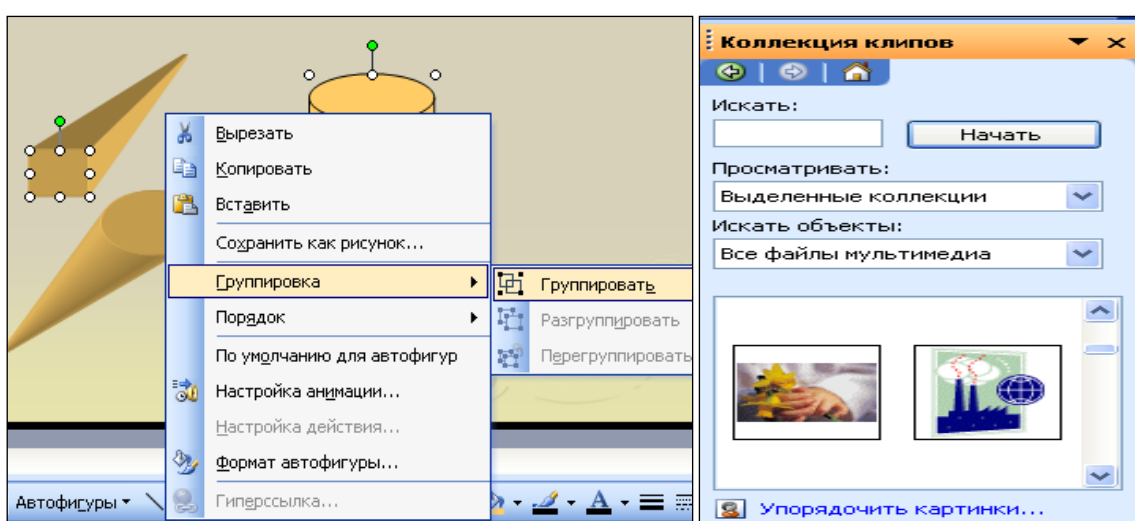 Вырезать
Копировать
Вставить
Сохранить как рисунок...
Группировка
Порядок
По умолчанию для автофигур
Настройка анимации...
Настройка действия...
Формат автофигуры...
Гиперссылка...
Группировать
Разгруппировать
Перегруппировать
Автофигуры
А
Коллекция клипов
Искать:
Начать
Просматривать:
Выделенные коллекции
Искать объекты:
Все файлы мультимедиа
Упорядочить картинки...